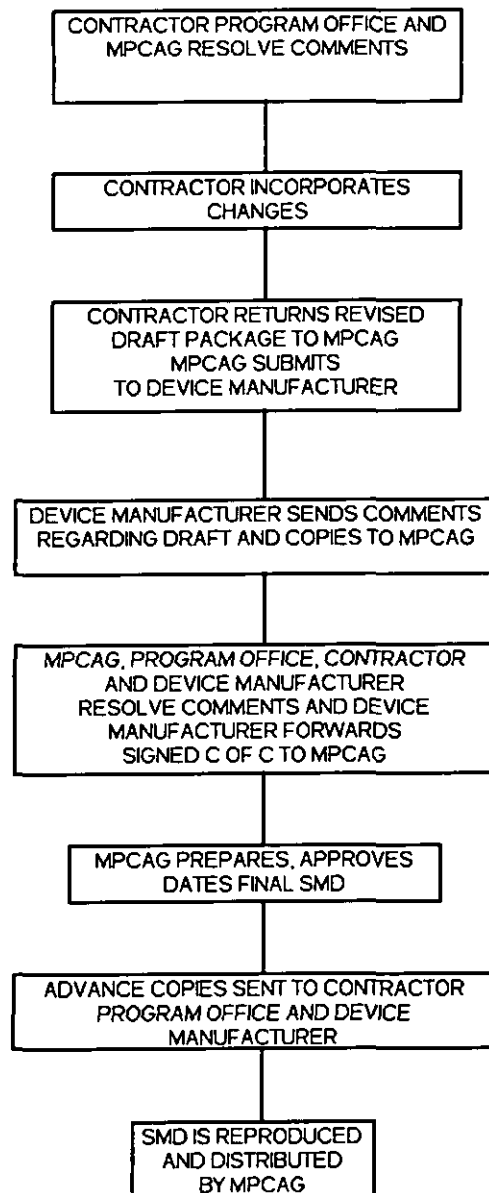 CONTRACTOR PROGRAM OFFICE AND
MPCAG RESOLVE COMMENTS
CONTRACTOR INCORPORATES
CHANGES
CONTRACTOR RETURNS REVISED
DRAFT PACKAGE TO MPCAG
MPCAG SUBMITS
TO DEVICE MANUFACTURER
DEVICE MANUFACTURER SENDS COMMENTS
REGARDING DRAFT AND COPIES TO MPCAG
MPCAG, PROGRAM OFFICE, CONTRACTOR
AND DEVICE MANUFACTURER
RESOLVE COMMENTS AND DEVICE
MANUFACTURER FORWARDS
SIGNED C OF C TO MPCAG
MPCAG PREPARES, APPROVES
DATES FINAL SMD
ADVANCE COPIES SENT TO CONTRACTOR
PROGRAM OFFICE AND DEVICE
MANUFACTURER
SMD IS REPRODUCED
AND DISTRIBUTED
BY MPCAG